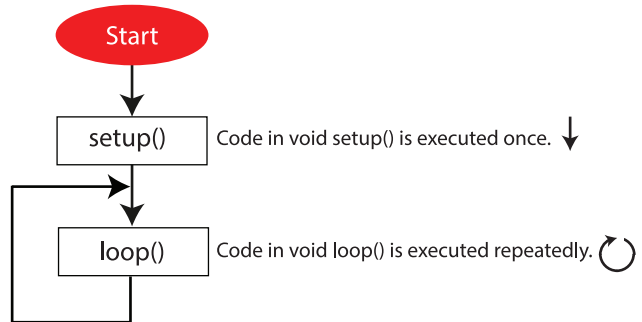 Start
setup()
Code in void setup() is executed once.
loop()
Code in void loop() is executed repeatedly.